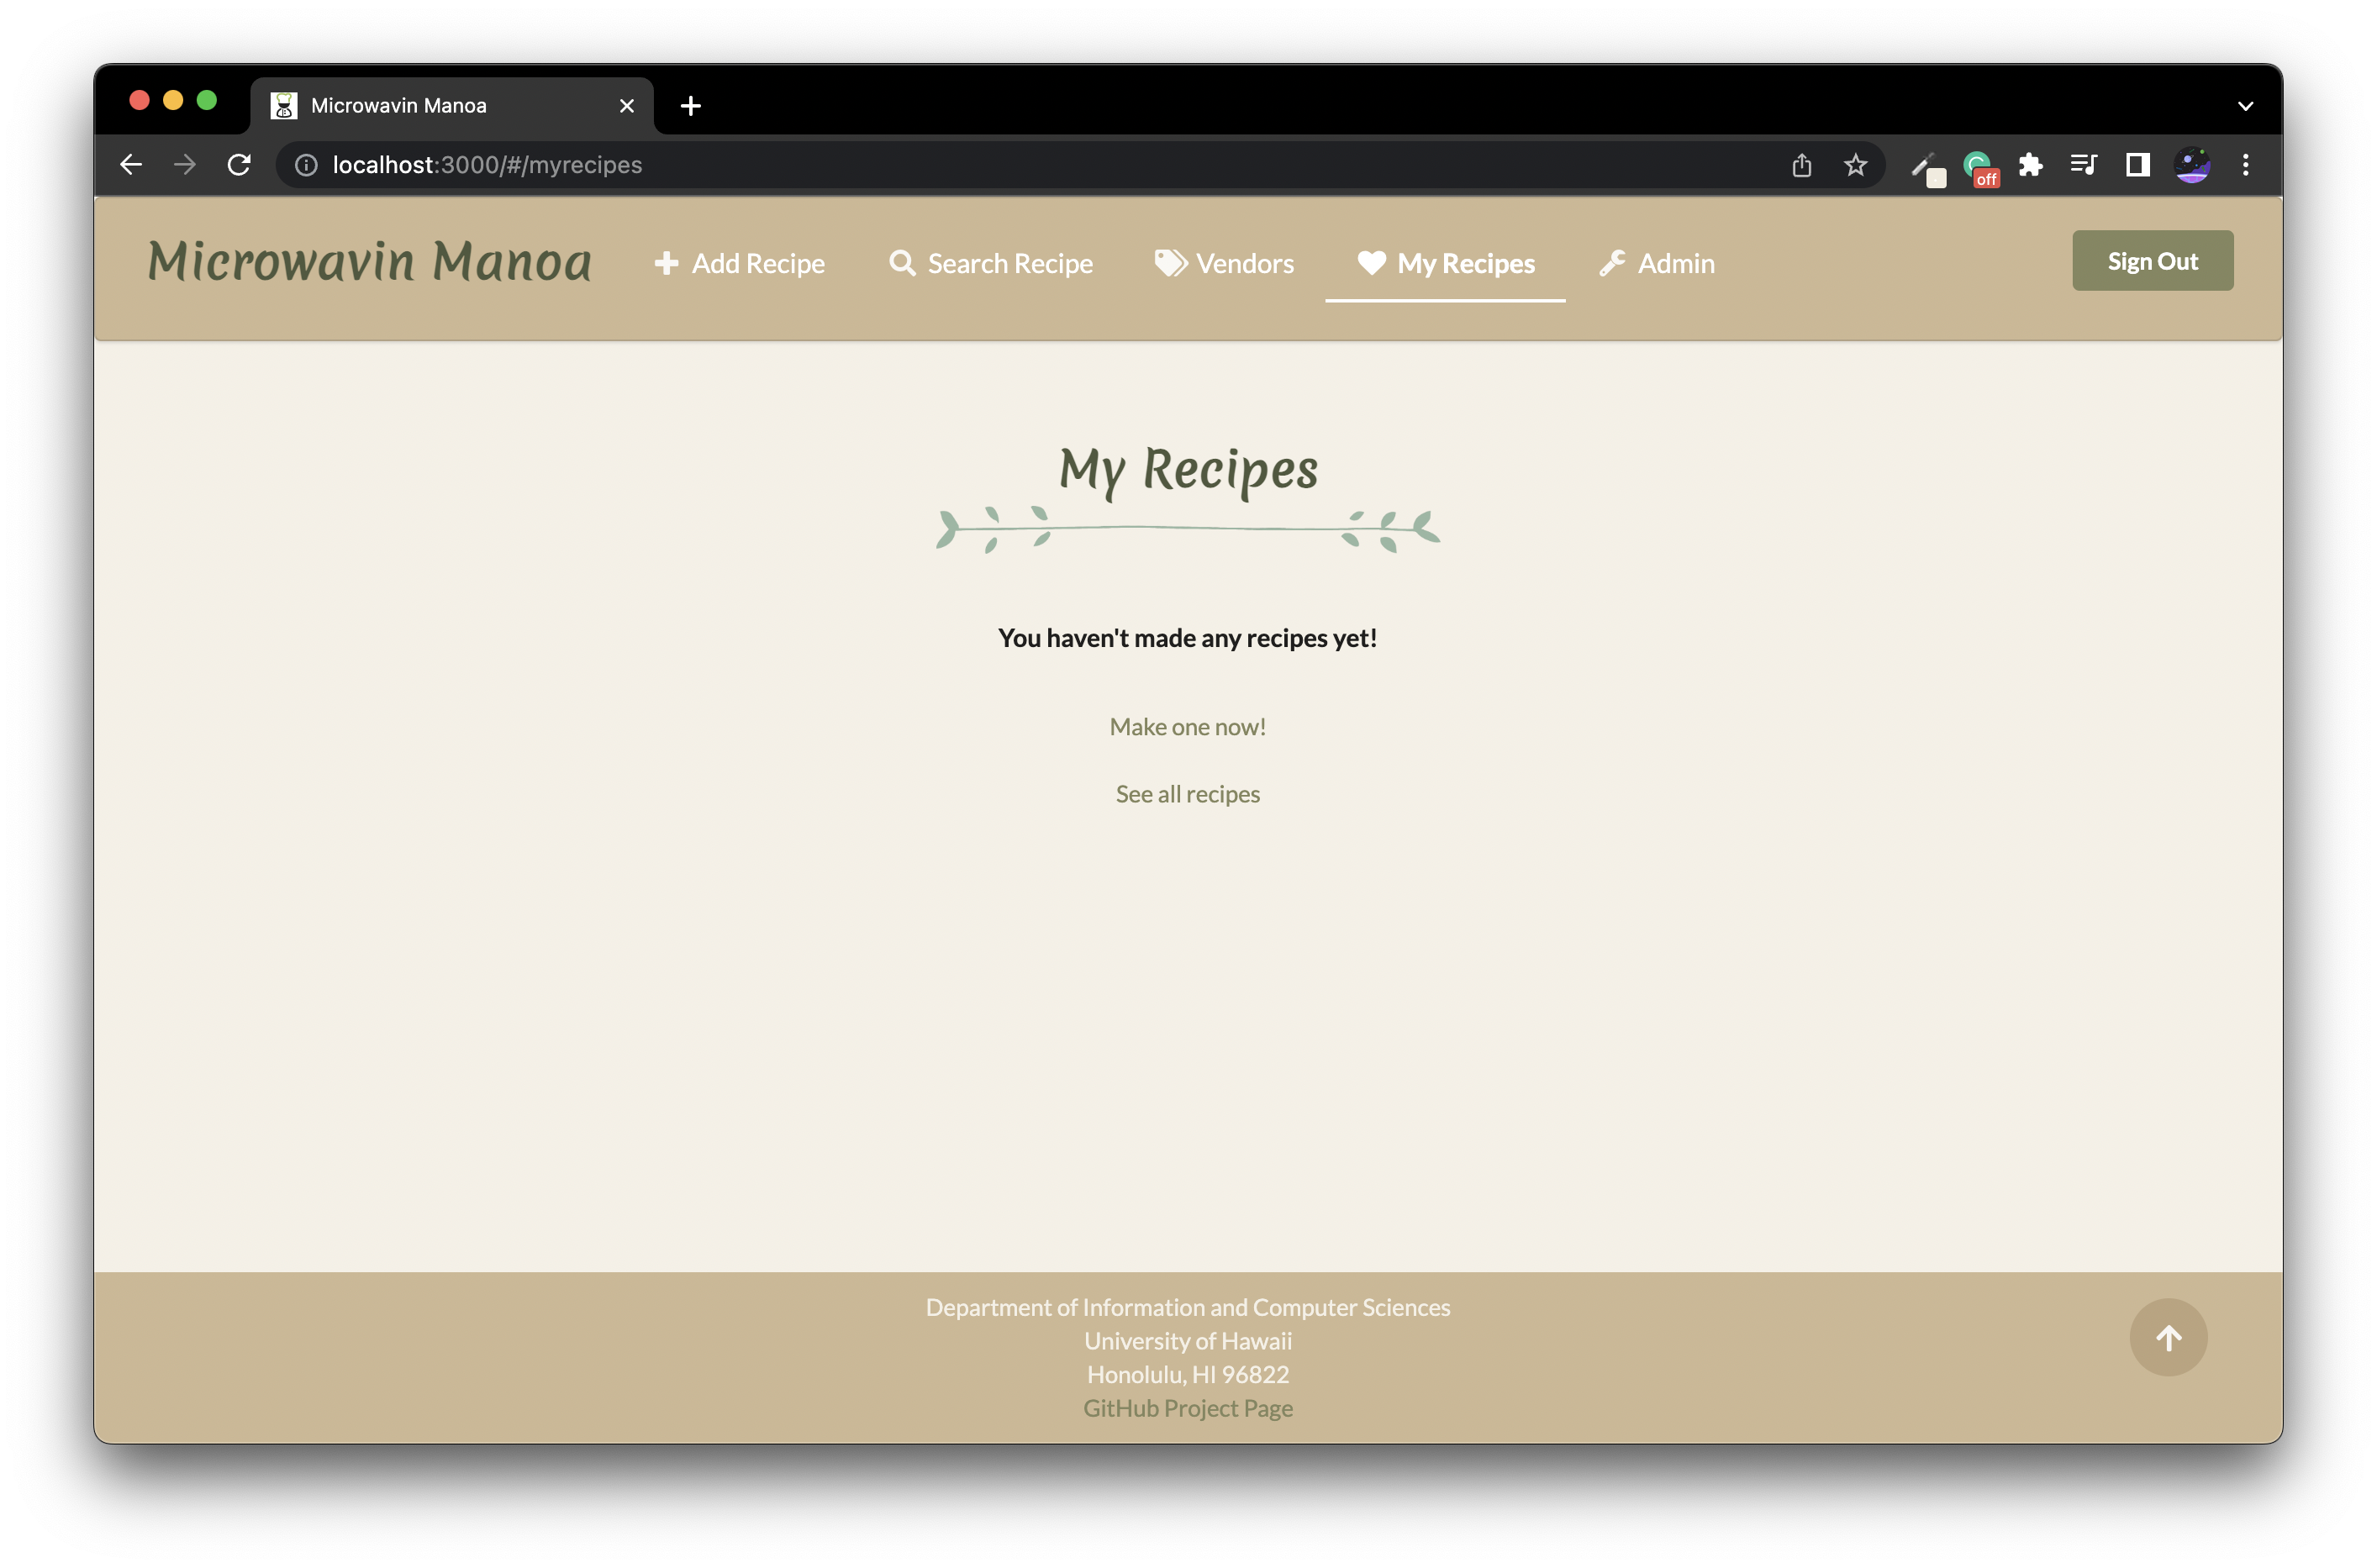 Microwavin Manoa
localhost:3000/#/myrecipes
off
Microwavin Manoa Add Recipe Search Recipe Vendors My Recipes Admin Sign Out
My Recipes
You haven't made any recipes yet!
Make one now!
See all recipes
Department of Information and Computer Sciences
University of Hawaii
Honolulu, HI 96822
GitHub Project Page